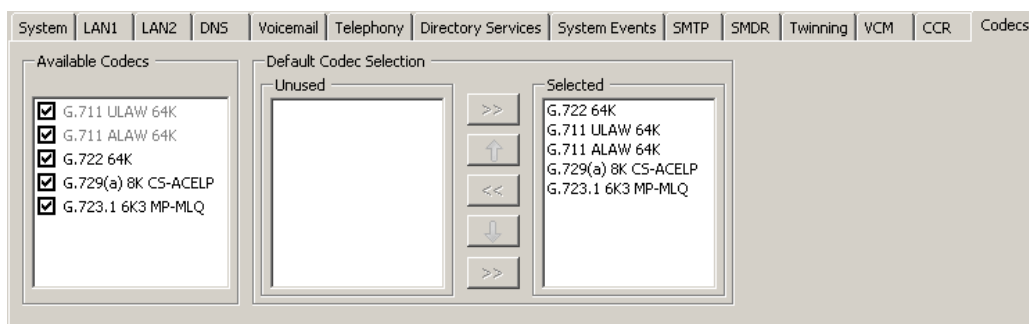 System LAN1 LAN2 DNS Voicemail Telephony Directory Services System Events SMTP SMDR Twinning VCM CCR Codecs
Available Codecs
G.711 ULAW 64K
G.711 ALAW 64K
G.722 64K
G.729(a) 8K CS-ACELP
G.723.1 6K3 MP-MLQ
Default Codec Selection
Unused
>>
<<
>>
Selected
G.722 64K
G.711 ULAW 64K
G.711 ALAW 64K
G.729(a) 8K CS-ACELP
G.723.1 6K3 MP-MLQ